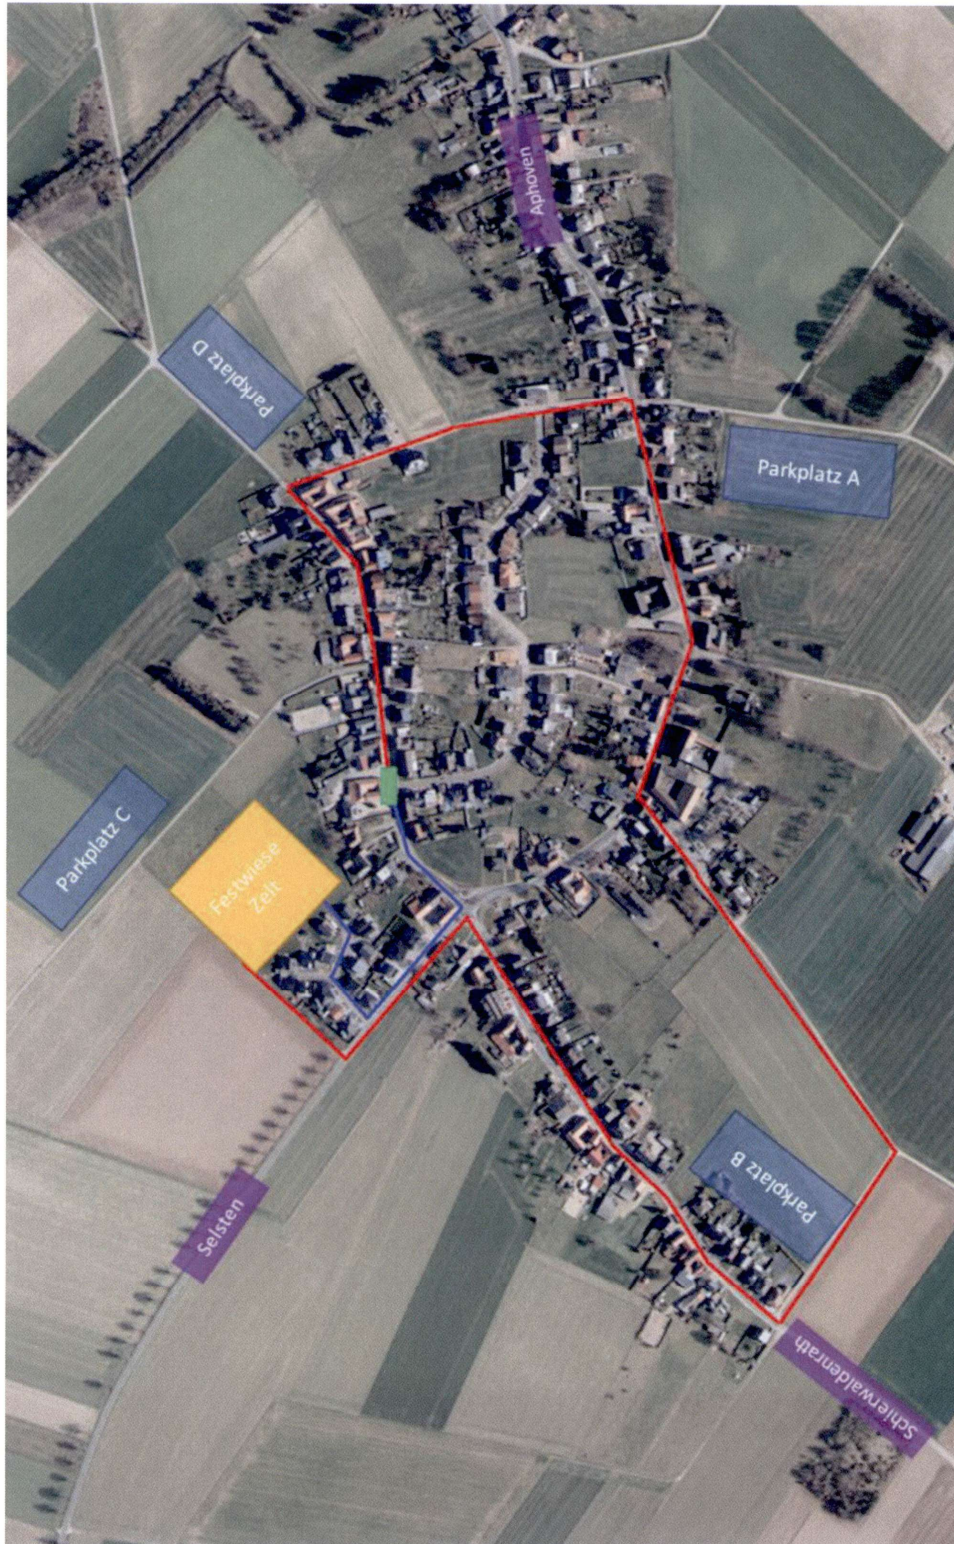 Aphoven
Parkplatz D
Parkplatz A
Parkplatz C
Festwiese
Zelt
Parkplatz B
Selsten
Schierwaldenrath